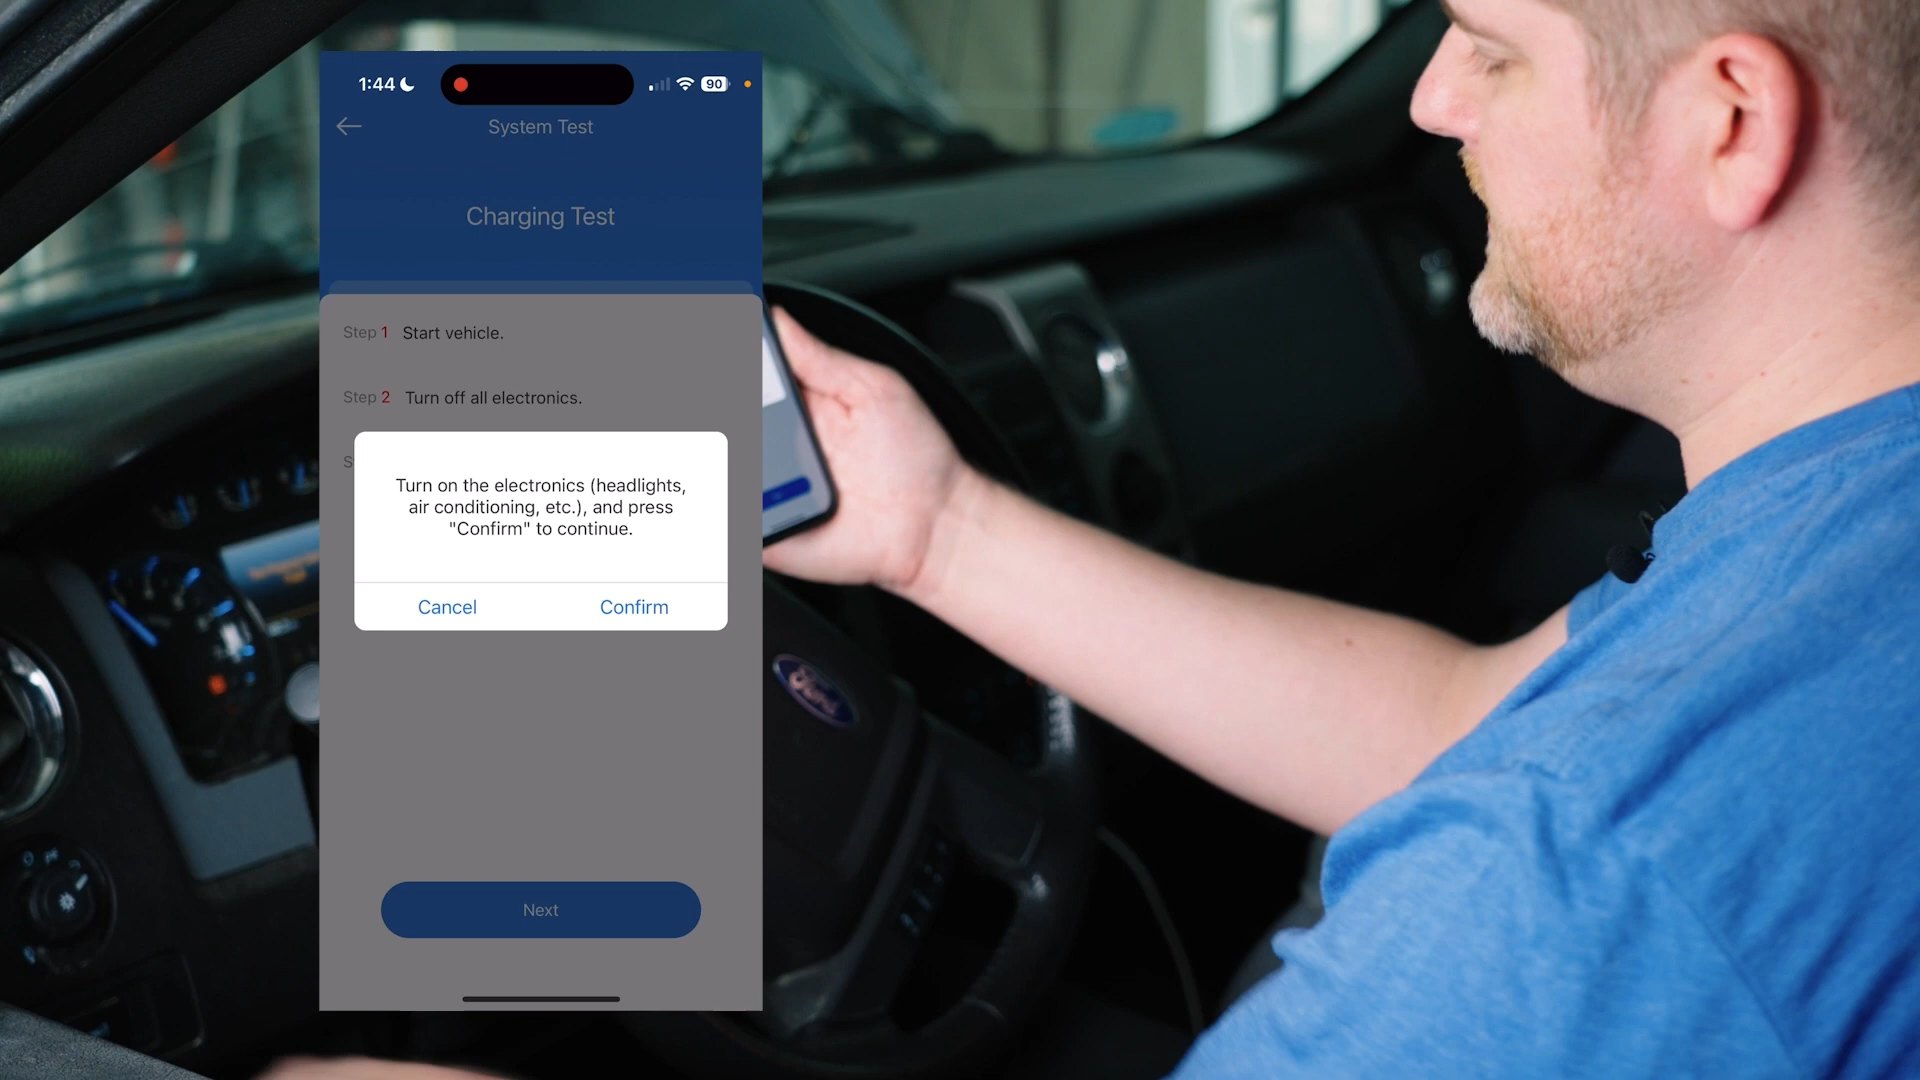 1:44
90
System Test
Charging Test
Step 1 Start vehicle.
Step 2 Turn off all electronics.
S
Turn on the electronics (headlights,
air conditioning, etc.), and press
"Confirm" to continue.
Cancel
Confirm
Next
Ford